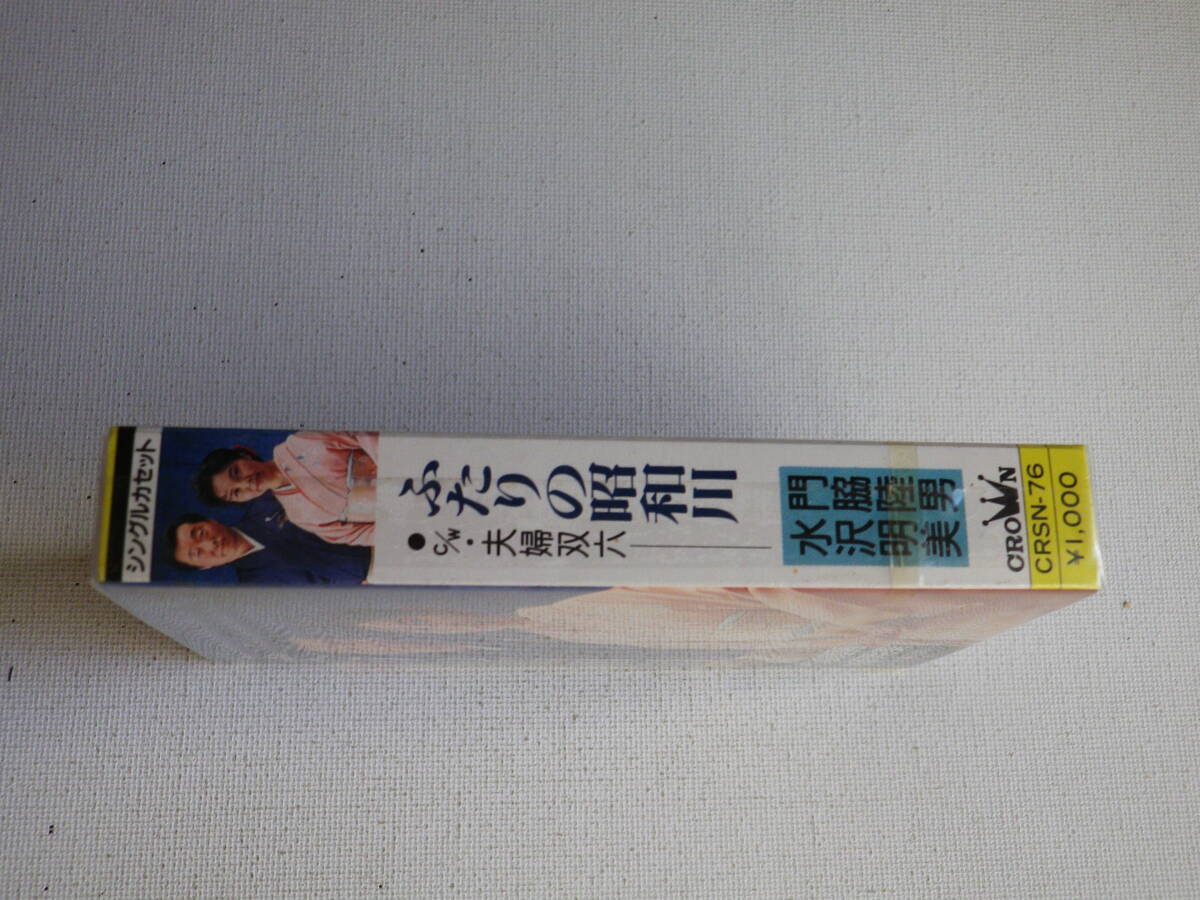 シングルカセット
ふたりの昭和川
●c/w・夫婦双六
門脇陸男
水沢明美
CROWN
CRSN-76
¥1,000